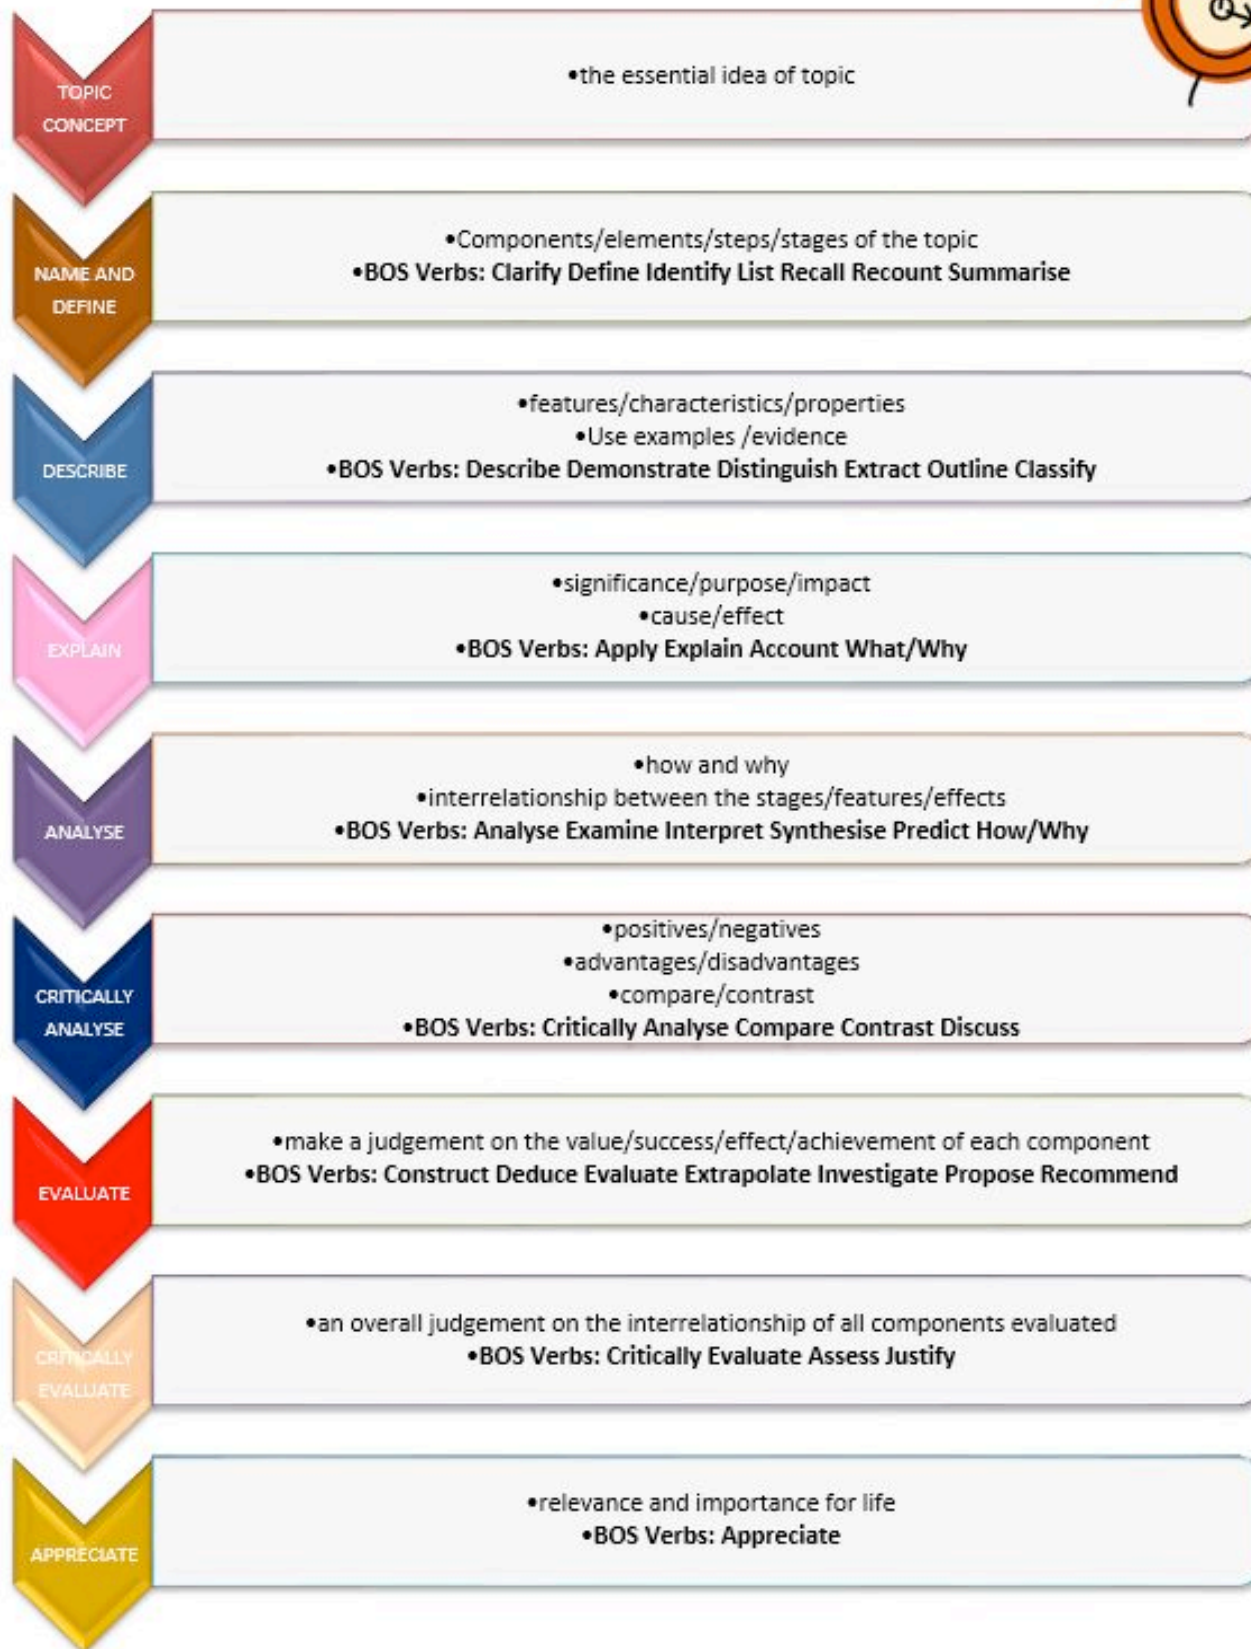 TOPIC
CONCEPT
•the essential idea of topic
NAME AND
DEFINE
•Components/elements/steps/stages of the topic
•BOS Verbs: Clarify Define Identify List Recall Recount Summarise
DESCRIBE
•features/characteristics/properties
•Use examples /evidence
•BOS Verbs: Describe Demonstrate Distinguish Extract Outline Classify
EXPLAIN
•significance/purpose/impact
•cause/effect
•BOS Verbs: Apply Explain Account What/Why
ANALYSE
•how and why
•interrelationship between the stages/features/effects
•BOS Verbs: Analyse Examine Interpret Synthesise Predict How/Why
CRITICALLY
ANALYSE
•positives/negatives
•advantages/disadvantages
•compare/contrast
•BOS Verbs: Critically Analyse Compare Contrast Discuss
EVALUATE
•make a judgement on the value/success/effect/achievement of each component
•BOS Verbs: Construct Deduce Evaluate Extrapolate Investigate Propose Recommend
CRITICALLY
EVALUATE
•an overall judgement on the interrelationship of all components evaluated
•BOS Verbs: Critically Evaluate Assess Justify
APPRECIATE
•relevance and importance for life
•BOS Verbs: Appreciate